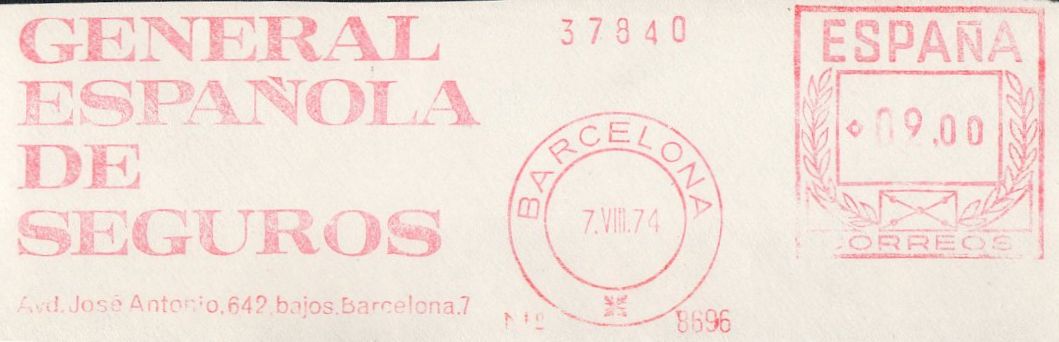 GENERAL
ESPAÑOLA
DE
SEGUROS
Avd. José Antonio, 642, bajos. Barcelona. 7
37840
BARCELONA
7. VIII. 74
Nº 8696
ESPAÑA
09,00
CORREOS